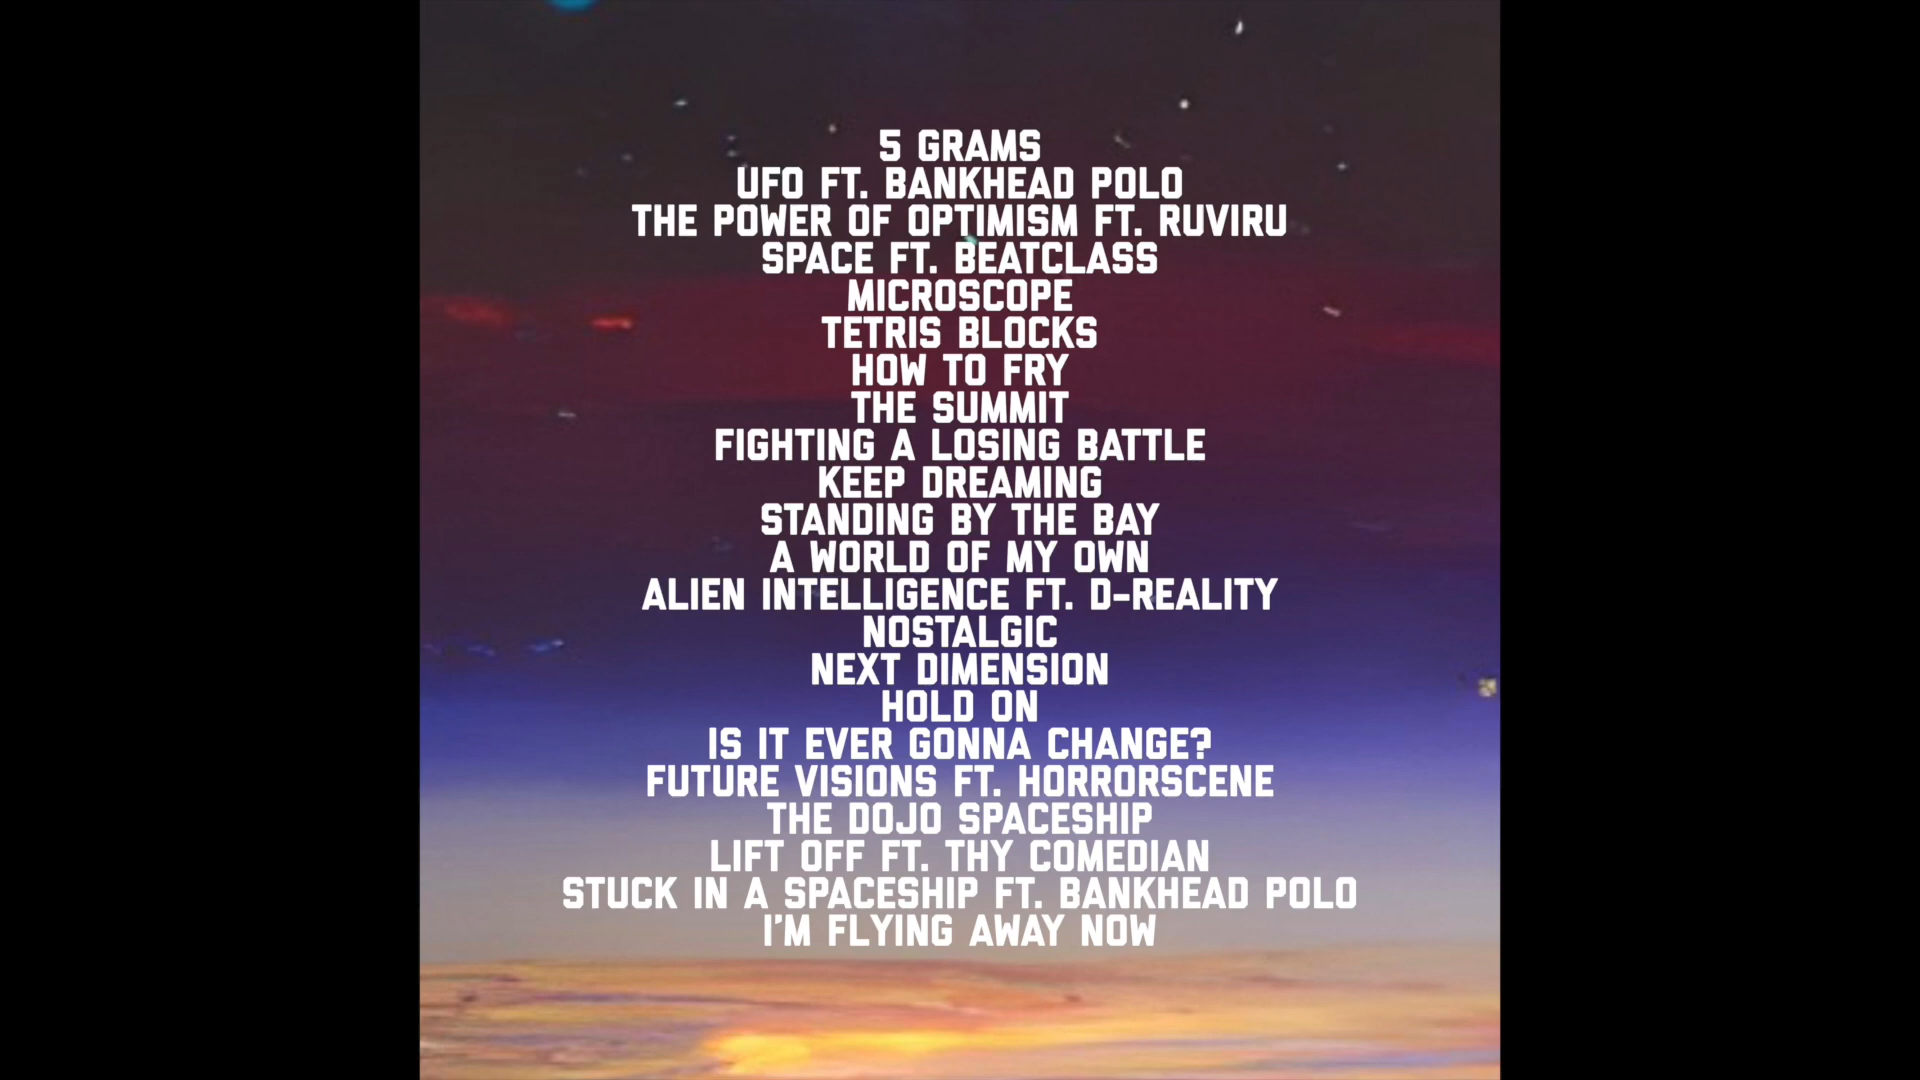 5 GRAMS
UFO FT. BANKHEAD POLO
THE POWER OF OPTIMISM FT. RUVIRU
SPACE FT. BEATCLASS
MICROSCOPE
TETRIS BLOCKS
HOW TO FRY
THE SUMMIT
FIGHTING A LOSING BATTLE
KEEP DREAMING
STANDING BY THE BAY
A WORLD OF MY OWN
ALIEN INTELLIGENCE FT. D-REALITY
NOSTALGIC
NEXT DIMENSION
HOLD ON
IS IT EVER GONNA CHANGE?
FUTURE VISIONS FT. HORRORSCENE
THE DOJO SPACESHIP
LIFT OFF FT. THY COMEDIAN
STUCK IN A SPACESHIP FT. BANKHEAD POLO
I'M FLYING AWAY NOW